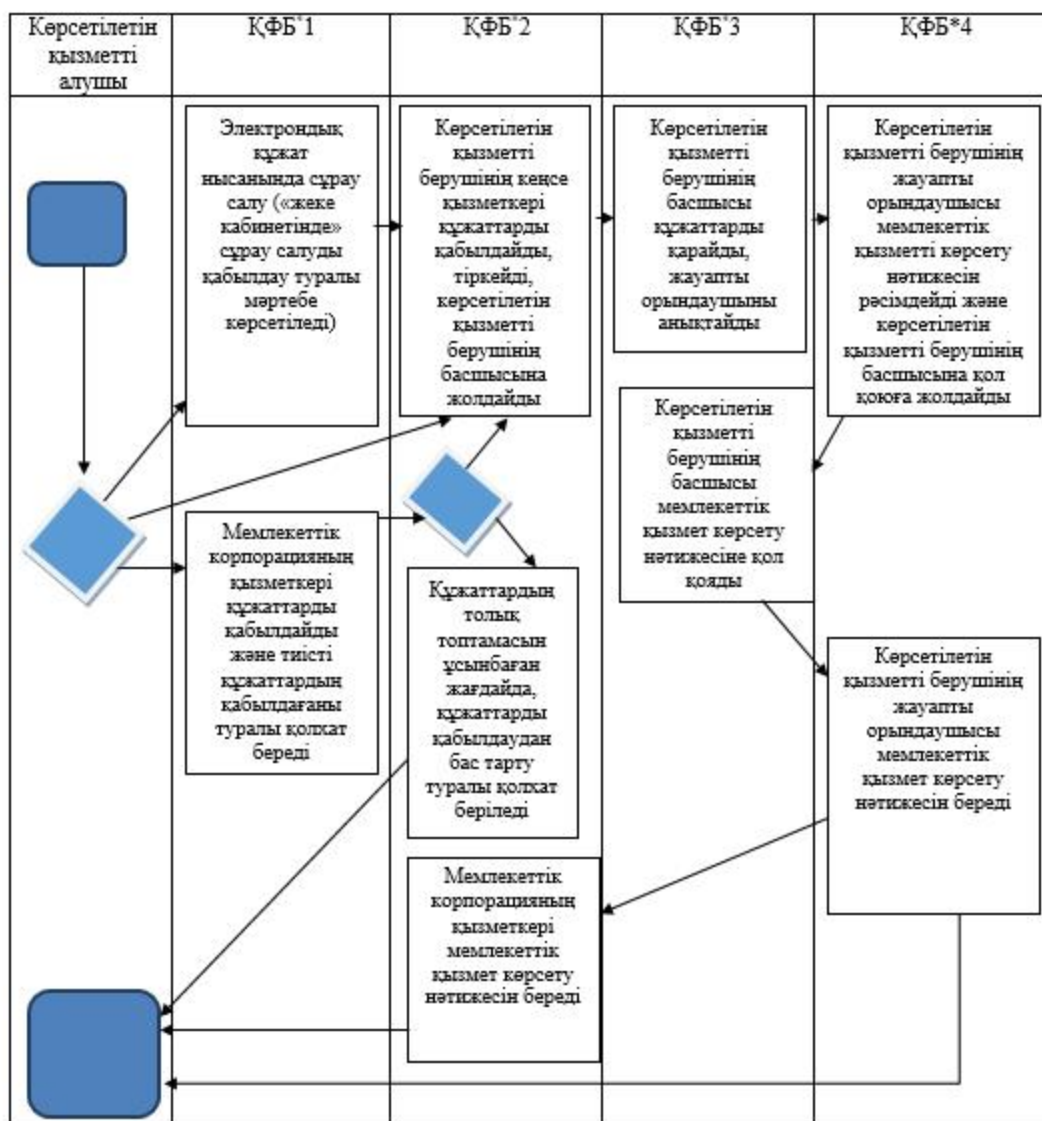 Көрсетілетін
қызметті
алушы
ҚФБ*1
ҚФБ*2
ҚФБ*3
ҚФБ*4
Электрондық
құжат
нысанында сұрау
салу («жеке
кабинетінде»
сұрау салуды
қабылдау туралы
мәртебе
көрсетіледі)
Көрсетілетін
қызметті
берушінің кеңсе
қызметкері
құжаттарды
қабылдайды,
тіркейді,
көрсетілетін
қызметті
берушінің
басшысына
жолдайды
Көрсетілетін
қызметті
берушінің
басшысы
құжаттарды
қарайды,
жауапты
орындаушыны
анықтайды
Көрсетілетін
қызметті берушінің
жауапты
орындаушысы
мемлекеттік
қызметті көрсету
нәтижесін
рәсімдейді және
көрсетілетін
қызметті берушінің
басшысына қол
қоюға жолдайды
Көрсетілетін
қызметті
берушінің
басшысы
мемлекеттік
қызмет көрсету
нәтижесіне қол
қояды
Мемлекеттік
корпорацияның
қызметкері
құжаттарды
қабылдайды
және тиісті
құжаттардың
қабылдағаны
туралы қолхат
береді
Құжаттардың
толық
топтамасын
ұсынбаған
жағдайда,
құжаттарды
қабылдаудан
бас тарту
туралы қолхат
беріледі
Көрсетілетін
қызметті берушінің
жауапты
орындаушысы
мемлекеттік
қызмет көрсету
нәтижесін береді
Мемлекеттік
корпорацияның
қызметкері
мемлекеттік
қызмет көрсету
нәтижесін береді